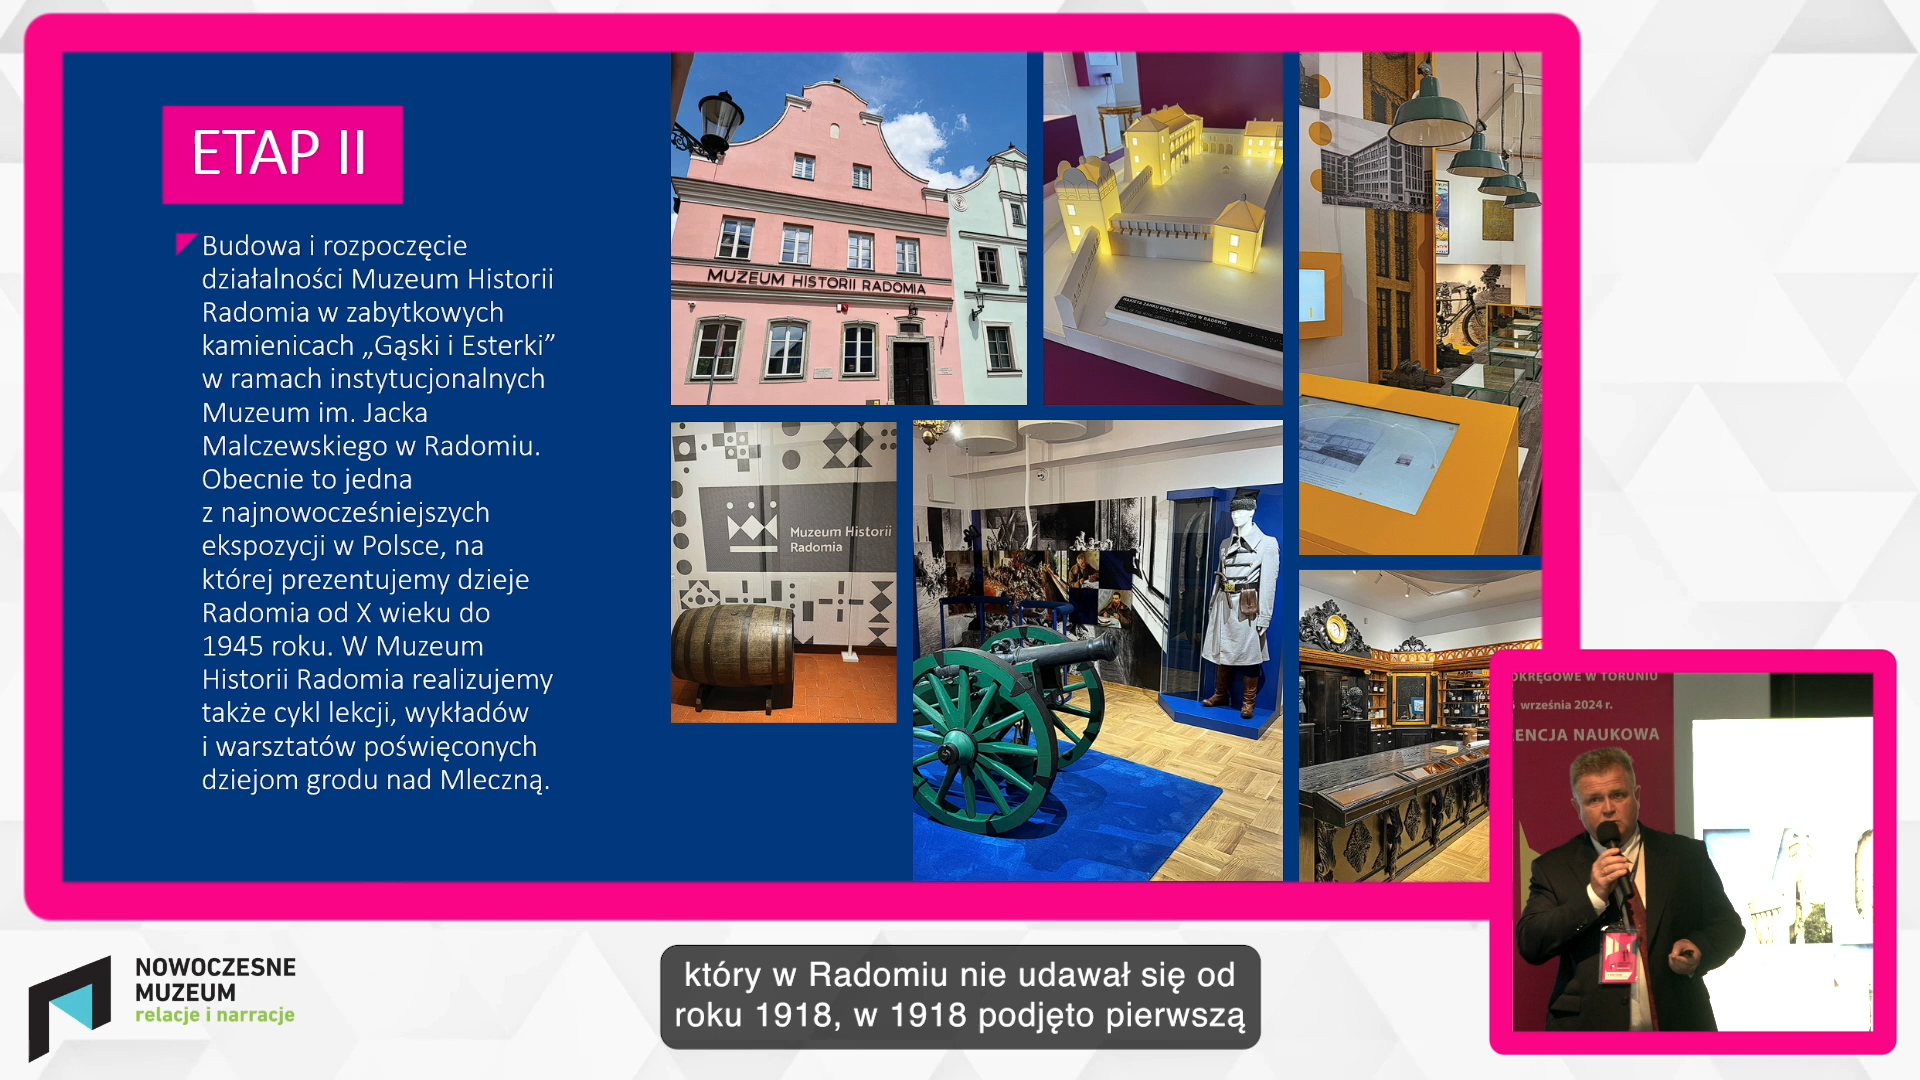 ETAP II
Budowa i rozpoczęcie
działalności Muzeum Historii
Radomia w zabytkowych
kamienicach „Gąski i Esterki”
w ramach instytucjonalnych
Muzeum im. Jacka
Malczewskiego w Radomiu.
Obecnie to jedna
z najnowocześniejszych
ekspozycji w Polsce, na
której prezentujemy dzieje
Radomia od X wieku do
1945 roku. W Muzeum
Historii Radomia realizujemy
także cykl lekcji, wykładów
i warsztatów poświęconych
dziejom grodu nad Mleczną.
MUZEUM HISTORII RADOMIA
MAKIETA ZAMKU KRÓLEWSKIEGO W RADOMIU
Muzeum Historii
Radomia
OKRĘGOWE W TORUNIU
września 2024 r.
ENCJA NAUKOWA
NOWOCZESNE
MUZEUM
relacje i narracje
który w Radomiu nie udawał się od
roku 1918, w 1918 podjęto pierwszą